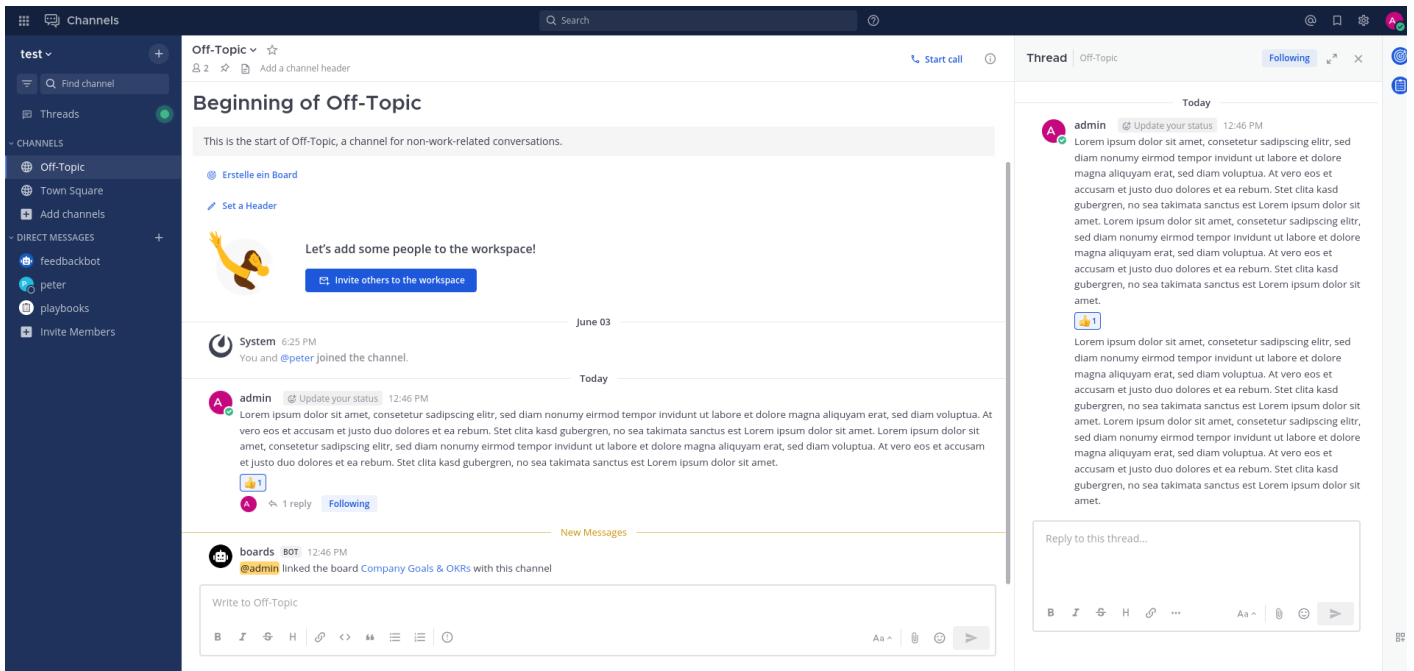 Channels
Search
test
Find channel
Threads
CHANNELS
Off-Topic
Town Square
Add channels
DIRECT MESSAGES
feedbackbot
peter
playbooks
Invite Members
Off-Topic
2 Add a channel header
Start call
Beginning of Off-Topic
This is the start of Off-Topic, a channel for non-work-related conversations.
Erstelle ein Board
Set a Header
Let's add some people to the workspace!
Invite others to the workspace
June 03
System 6:25 PM
You and @peter joined the channel.
Today
A admin Update your status 12:46 PM
Lorem ipsum dolor sit amet, consetetur sadipscing elitr, sed diam nonumy eirmod tempor invidunt ut labore et dolore magna aliquyam erat, sed diam voluptua. At
vero eos et accusam et justo duo dolores et ea rebum. Stet clita kasd gubergren, no sea takimata sanctus est Lorem ipsum dolor sit amet. Lorem ipsum dolor sit
amet, consetetur sadipscing elitr, sed diam nonumy eirmod tempor invidunt ut labore et dolore magna aliquyam erat, sed diam voluptua. At vero eos et accusam
et justo duo dolores et ea rebum. Stet clita kasd gubergren, no sea takimata sanctus est Lorem ipsum dolor sit amet.
👍 1
A 1 reply Following
New Messages
boards BOT 12:46 PM
@admin linked the board Company Goals & OKRs with this channel
Write to Off-Topic
B I S H Aa
Thread Off-Topic Following
A
Today
A admin Update your status 12:46 PM
Lorem ipsum dolor sit amet, consetetur sadipscing elitr, sed
diam nonumy eirmod tempor invidunt ut labore et dolore
magna aliquyam erat, sed diam voluptua. At vero eos et
accusam et justo duo dolores et ea rebum. Stet clita kasd
gubergren, no sea takimata sanctus est Lorem ipsum dolor sit
amet. Lorem ipsum dolor sit amet, consetetur sadipscing elitr,
sed diam nonumy eirmod tempor invidunt ut labore et dolore
magna aliquyam erat, sed diam voluptua. At vero eos et
accusam et justo duo dolores et ea rebum. Stet clita kasd
gubergren, no sea takimata sanctus est Lorem ipsum dolor sit
amet.
👍 1
Lorem ipsum dolor sit amet, consetetur sadipscing elitr, sed
diam nonumy eirmod tempor invidunt ut labore et dolore
magna aliquyam erat, sed diam voluptua. At vero eos et
accusam et justo duo dolores et ea rebum. Stet clita kasd
gubergren, no sea takimata sanctus est Lorem ipsum dolor sit
amet. Lorem ipsum dolor sit amet, consetetur sadipscing elitr,
sed diam nonumy eirmod tempor invidunt ut labore et dolore
magna aliquyam erat, sed diam voluptua. At vero eos et
accusam et justo duo dolores et ea rebum. Stet clita kasd
gubergren, no sea takimata sanctus est Lorem ipsum dolor sit
amet.
Reply to this thread...
B I S H Aa